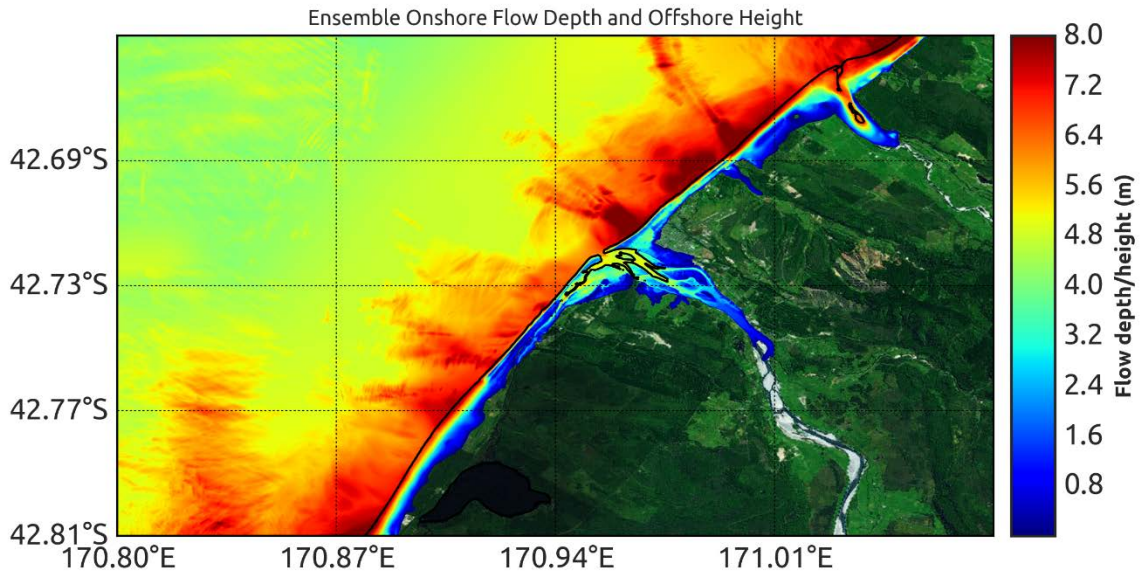 Ensemble Onshore Flow Depth and Offshore Height
42.69°S
42.73°S
42.77°S
42.81°S
170.80°E
170.87°E
170.94°E
171.01°E
8.0
7.2
6.4
5.6
4.8
4.0
3.2
2.4
1.6
0.8
Flow depth/height (m)